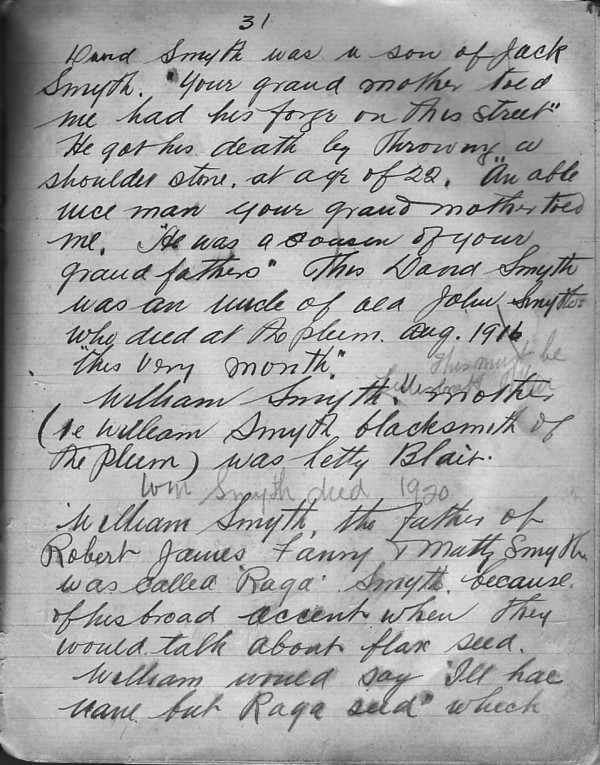 31
David Smyth was a son of Jack
Smyth. "Your grand mother told
me had his forge on this street"
He got his death by throwing a
shoulder stone, at age of 22. "An able
nice man your grand mother told
me. "He was a cousen of your
grand fathers" This David Smyth
was an uncle of old John Smyth
who died at the plum. Aug. 1916
"this very month."
This must be
William Smyth's mother
(ie William Smyth blacksmith of
the plum) was Letty Blair.
Wm Smyth died 1920
William Smyth, the father of
Robert James Fanny & Matty Smyth
was called 'Raga' Smyth because
of his broad accent when they
would talk about flax seed.
William would say 'Ill hae
nane but Raga seed" which